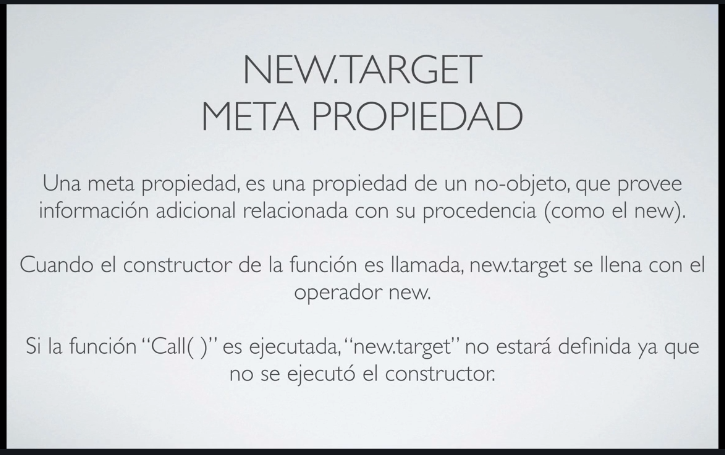 NEW.TARGET
META PROPIEDAD
Una meta propiedad, es una propiedad de un no-objeto, que provee
información adicional relacionada con su procedencia (como el new).
Cuando el constructor de la función es llamada, new.target se llena con el
operador new.
Si la función “Call( )” es ejecutada, “new.target” no estará definida ya que
no se ejecutó el constructor.